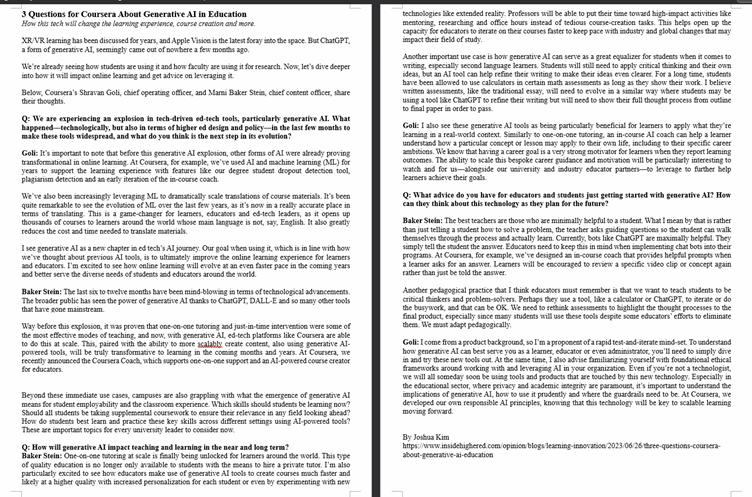 3 Questions for Coursera About Generative AI in Education
How this tech will change the learning experience, course creation and more.
XR/VR learning has been discussed for years, and Apple Vision is the latest foray into the space. But ChatGPT,
a form of generative AI, seemingly came out of nowhere a few months ago.
We're already seeing how students are using it and how faculty are using it for research. Now, let's dive deeper
into how it will impact online learning and get advice on leveraging it.
Below, Coursera's Shravan Goli, chief operating officer, and Marni Baker Stein, chief content officer, share
their thoughts.
Q: We are experiencing an explosion in tech-driven ed-tech tools, particularly generative AI. What
happened—technologically, but also in terms of higher ed design and policy—in the last few months to
make these tools widespread, and what do you think is the next step in its evolution?
Goli: It's important to note that before this generative AI explosion, other forms of AI were already proving
transformational in online learning. At Coursera, for example, we've used AI and machine learning (ML) for
years to support the learning experience with features like our degree student dropout detection tool,
plagiarism detection and an early iteration of the in-course coach.
We've also been increasingly leveraging ML to dramatically scale translations of course materials. It's been
quite remarkable to see the evolution of ML over the last few years, as it's now in a really accurate place in
terms of translating. This is a game-changer for learners, educators and ed-tech leaders, as it opens up
thousands of courses to learners around the world whose main language is not, say, English. It also greatly
reduces the cost and time needed to translate materials.
I see generative AI as a new chapter in ed tech's AI journey. Our goal when using it, which is in line with how
we've thought about previous AI tools, is to ultimately improve the online learning experience for learners
and educators. I'm excited to see how online learning will evolve at an even faster pace in the coming years
and better serve the diverse needs of students and educators around the world.
Baker Stein: The last six to twelve months have been mind-blowing in terms of technological advancements.
The broader public has seen the power of generative AI thanks to ChatGPT, DALL-E and so many other tools
that have gone mainstream.
Way before this explosion, it was proven that one-on-one tutoring and just-in-time intervention were some of
the most effective modes of teaching, and now, with generative AI, ed-tech platforms like Coursera are able
to do this at scale. This, paired with the ability to more scalably create content, also using generative AI-
powered tools, will be truly transformative to learning in the coming months and years. At Coursera, we
recently announced the Coursera Coach, which supports one-on-one support and an AI-powered course creator
for educators.
Beyond these immediate use cases, campuses are also grappling with what the emergence of generative AI
means for student employability and the classroom experience. Which skills should students be learning now?
Should all students be taking supplemental coursework to ensure their relevancy in any field looking ahead?
How do students best learn and practice these key skills across different settings using AI-powered tools?
These are important topics for every university leader to consider now.
Q: How will generative AI impact teaching and learning in the near and long term?
Baker Stein: One-on-one tutoring at scale is finally being unlocked for learners around the world. This type
of quality education is no longer only available to students with the means to hire a private tutor. I'm also
particularly excited to see how educators make use of generative AI tools to create courses much faster and
likely at a higher quality with increased personalization for each student or even by experimenting with new
technologies like extended reality. Professors will be able to put their time toward high-impact activities like
mentoring, researching and office hours instead of tedious course-creation tasks. This helps open up the
capacity for educators to iterate on their courses faster to keep pace with industry and global changes that may
impact their field of study.
Another important use case is how generative AI can serve as a great equalizer for students when it comes to
writing, especially second language learners. Students will still need to apply critical thinking and their own
ideas, but an AI tool can help refine their writing to make their ideas even clearer. For a long time, students
have been allowed to use calculators in certain math assessments as long as they show their work. I believe
written assessments, like the traditional essay, will need to evolve in a similar way where students may be
using a tool like ChatGPT to refine their writing but will need to show their full thought process from outline
to final paper in order to pass.
Goli: I also see these generative AI tools as being particularly beneficial for learners to apply what they're
learning in a real-world context. Similarly to one-on-one tutoring, an in-course AI coach can help a learner
understand how a particular concept or lesson may apply to their own life, including to their specific career
ambitions. We know that having a career goal is a very strong motivator for learners when they report learning
outcomes. The ability to scale this bespoke career guidance and motivation will be particularly interesting to
watch and for us—alongside our university and industry educator partners—to leverage to further help
learners achieve their goals.
Q: What advice do you have for educators and students just getting started with generative AI? How
can they think about this technology as they plan for the future?
Baker Stein: The best teachers are those who are minimally helpful to a student. What I mean by that is rather
than just telling a student how to solve a problem, the teacher asks guiding questions so the student can walk
themselves through the process and actually learn. Currently, bots like ChatGPT are maximally helpful. They
simply tell the student the answer. Educators need to keep this in mind when implementing chat bots into their
programs. At Coursera, for example, we've designed an in-course coach that provides helpful prompts when
a learner asks for an answer. Learners will be encouraged to review a specific video clip or concept again
rather than just be told the answer.
Another pedagogical practice that I think educators must remember is that we want to teach students to be
critical thinkers and problem-solvers. Perhaps they use a tool, like a calculator or ChatGPT, to iterate or do
the busywork, and that can be OK. We need to rethink assessments to highlight the thought processes to the
final product, especially since many students will use these tools despite some educators' efforts to eliminate
them. We must adapt pedagogically.
Goli: I come from a product background, so I'm a proponent of a rapid test-and-iterate mind-set. To understand
how generative AI can best serve you as a learner, educator or even administrator, you'll need to simply dive
in and try these new tools out. At the same time, I also advise familiarizing yourself with foundational ethical
frameworks around working with and leveraging AI in your organization. Even if you're not a technologist,
we will all someday soon be using tools and products that are touched by this new technology. Especially in
the educational sector, where privacy and academic integrity are paramount, it's important to understand the
implications of generative AI, how to use it prudently and where the guardrails need to be. At Coursera, we
developed our own responsible AI principles, knowing that this technology will be key to scalable learning
moving forward.
By Joshua Kim
https://www.insidehighered.com/opinion/blogs/learning-innovation/2023/06/26/three-questions-coursera-
about-generative-ai-education